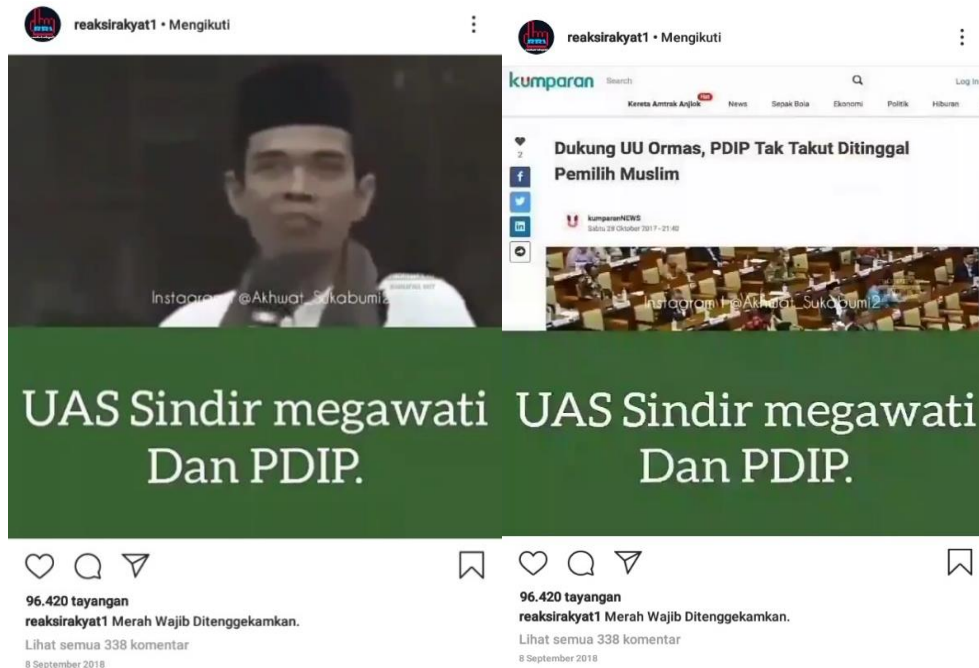 reaksirakyat1 • Mengikuti
Instagram : @Akhwat_Sukabumi2
UAS Sindir megawati
Dan PDIP.
96.420 tayangan
reaksirakyat1 Merah Wajib Ditenggekamkan.
Lihat semua 338 komentar
8 September 2018
reaksirakyat1 • Mengikuti
kumparan Search Log In
Kereta Amtrak Anjlok News Sepak Bola Ekonomi Politik Hiburan
2
Dukung UU Ormas, PDIP Tak Takut Ditinggal
Pemilih Muslim
kumparanNEWS
Sabtu 28 Oktober 2017 - 21:40
Instagram : @Akhwat_Sukabumi2
UAS Sindir megawati
Dan PDIP.
96.420 tayangan
reaksirakyat1 Merah Wajib Ditenggekamkan.
Lihat semua 338 komentar
8 September 2018